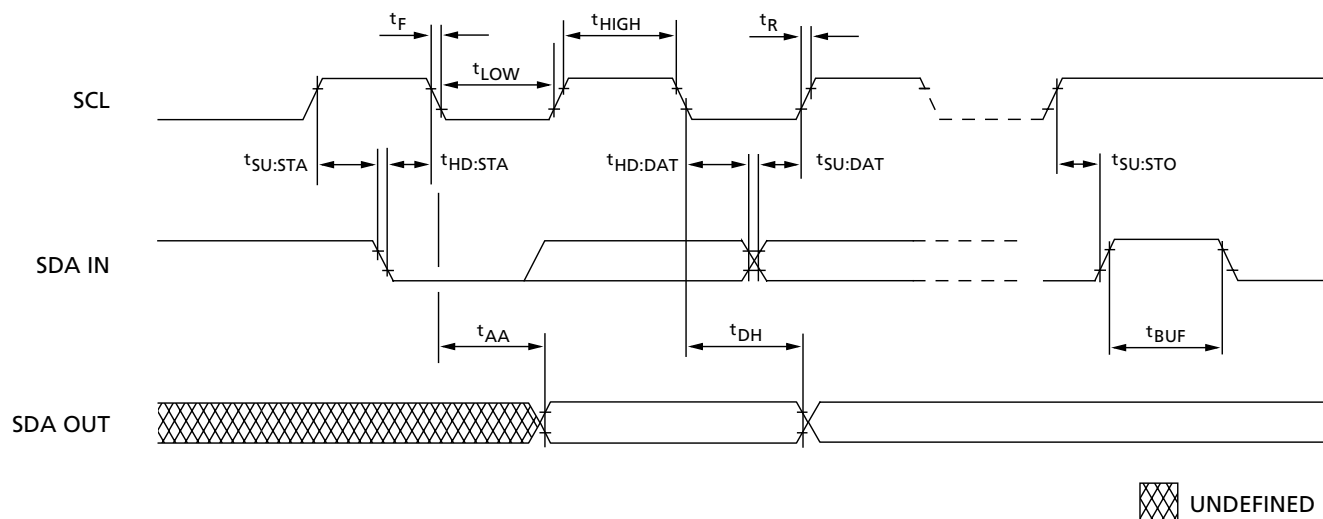 tF
tHIGH
tR
tLOW
SCL
tSU:STA
tHD:STA
tHD:DAT
tSU:DAT
tSU:STO
SDA IN
tAA
tDH
tBUF
SDA OUT
UNDEFINED